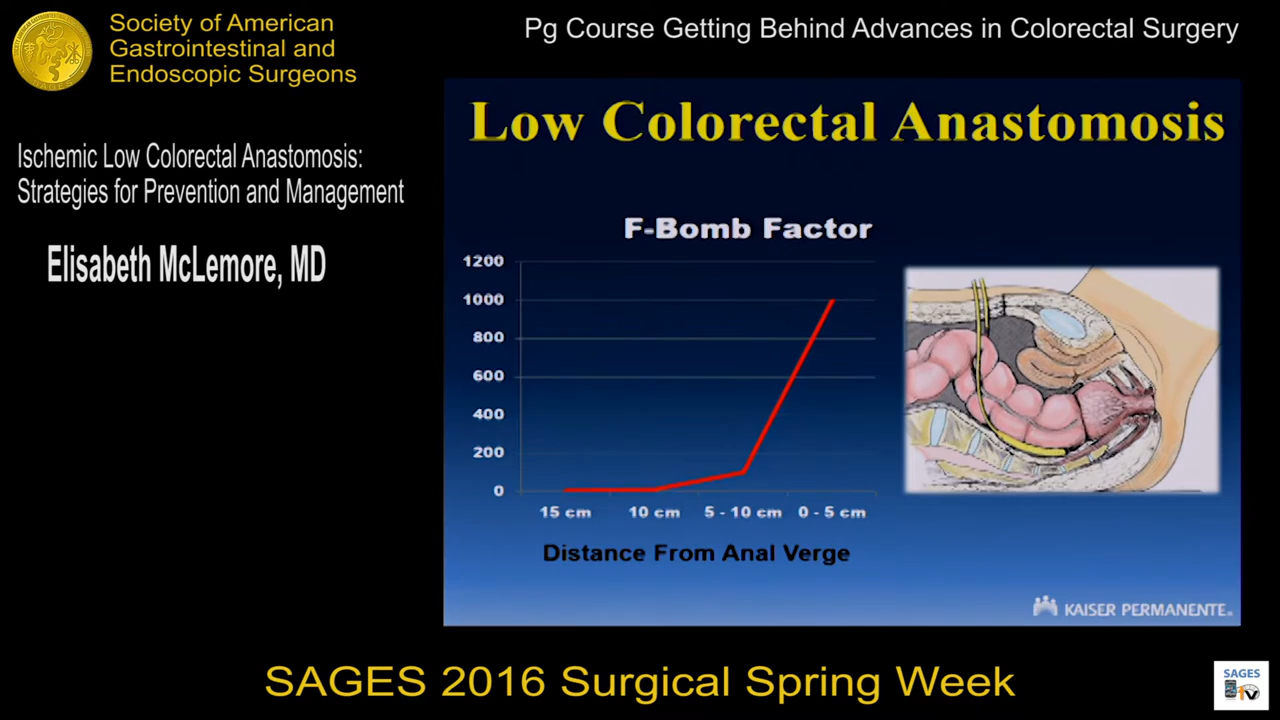 Society of American
Gastrointestinal and
Endoscopic Surgeons
Pg Course Getting Behind Advances in Colorectal Surgery
Ischemic Low Colorectal Anastomosis:
Strategies for Prevention and Management
Elisabeth McLemore, MD
Low Colorectal Anastomosis
F-Bomb Factor
1200
1000
800
600
400
200
0
15 cm 10 cm 5 - 10 cm 0 - 5 cm
Distance From Anal Verge
KAISER PERMANENTE®
SAGES 2016 Surgical Spring Week
SAGES
TV